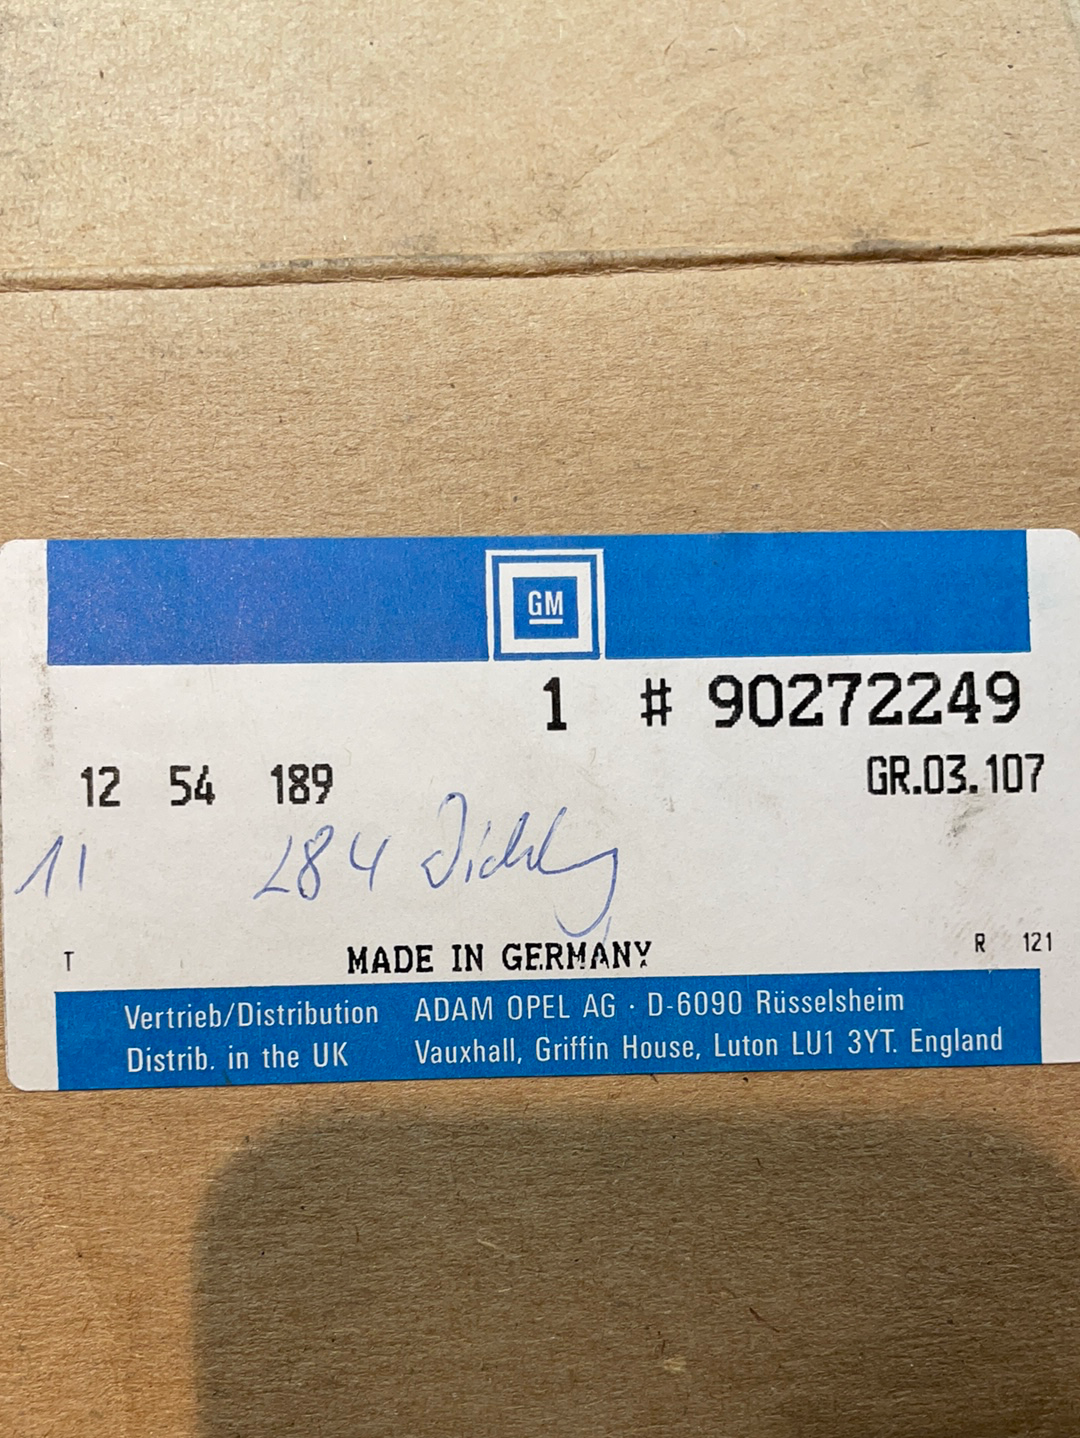 GM
1 # 90272249
12 54 189 GR.03.107
11 284 Dichtg
T MADE IN GERMANY R 121
Vertrieb/Distribution ADAM OPEL AG · D-6090 Rüsselsheim
Distrib. in the UK Vauxhall, Griffin House, Luton LU1 3YT. England